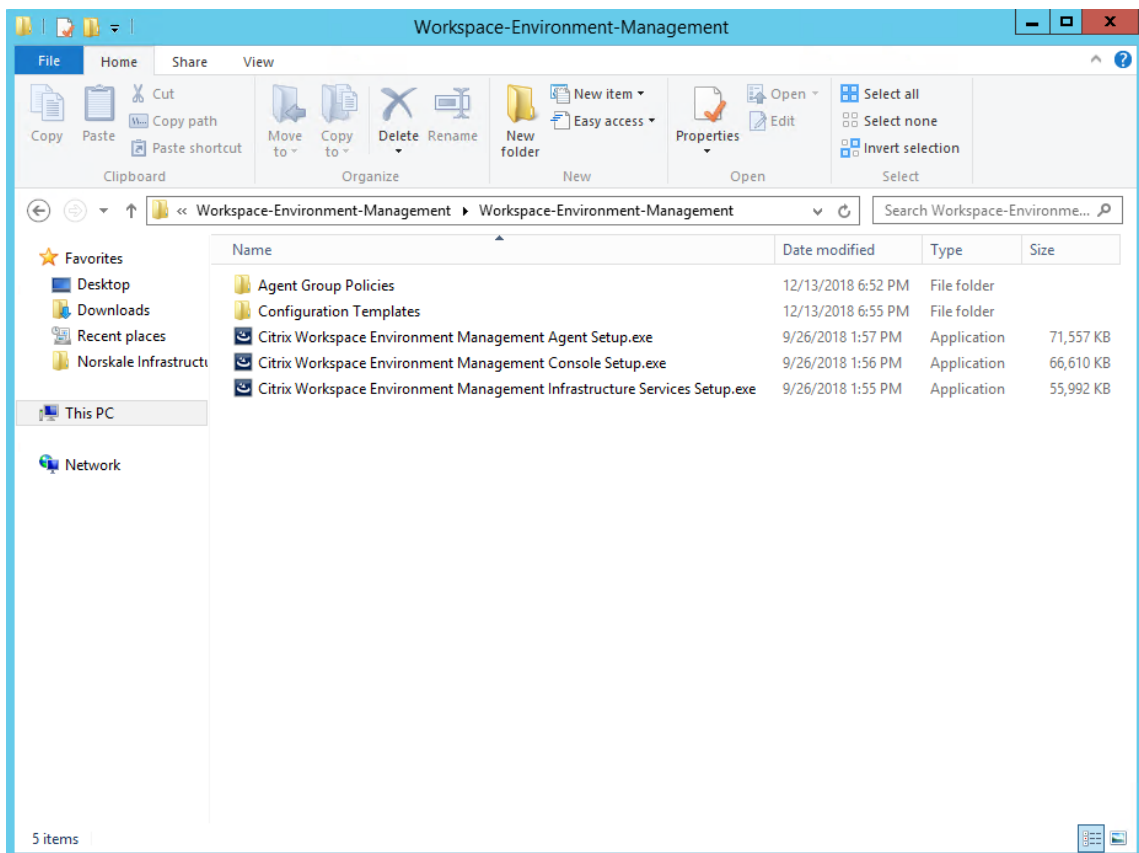 Workspace-Environment-Management
File Home Share View
Copy
Paste
Cut
Copy path
Paste shortcut
Clipboard
Move to
Copy to
Delete
Rename
Organize
New folder
New item
Easy access
New
Properties
Open
Edit
Open
Select all
Select none
Invert selection
Select
« Workspace-Environment-Management Workspace-Environment-Management
Search Workspace-Environme...
Favorites
Desktop
Downloads
Recent places
Norskale Infrastructu
This PC
Network
Name Date modified Type Size
Agent Group Policies 12/13/2018 6:52 PM File folder
Configuration Templates 12/13/2018 6:55 PM File folder
Citrix Workspace Environment Management Agent Setup.exe 9/26/2018 1:57 PM Application 71,557 KB
Citrix Workspace Environment Management Console Setup.exe 9/26/2018 1:56 PM Application 66,610 KB
Citrix Workspace Environment Management Infrastructure Services Setup.exe 9/26/2018 1:55 PM Application 55,992 KB
5 items